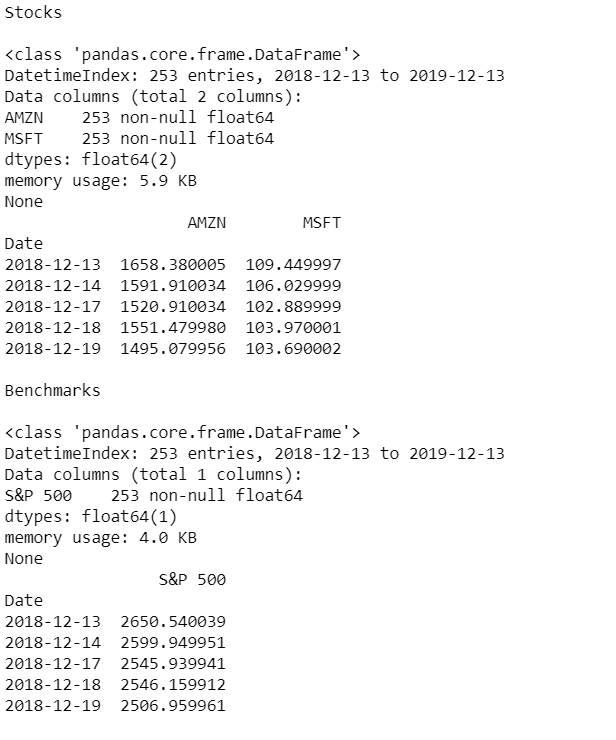 Stocks
<class 'pandas.core.frame.DataFrame'>
DatetimeIndex: 253 entries, 2018-12-13 to 2019-12-13
Data columns (total 2 columns):
AMZN    253 non-null float64
MSFT    253 non-null float64
dtypes: float64(2)
memory usage: 5.9 KB
None
                   AMZN        MSFT
Date
2018-12-13  1658.380005  109.449997
2018-12-14  1591.910034  106.029999
2018-12-17  1520.910034  102.889999
2018-12-18  1551.479980  103.970001
2018-12-19  1495.079956  103.690002
Benchmarks
<class 'pandas.core.frame.DataFrame'>
DatetimeIndex: 253 entries, 2018-12-13 to 2019-12-13
Data columns (total 1 columns):
S&P 500    253 non-null float64
dtypes: float64(1)
memory usage: 4.0 KB
None
                S&P 500
Date
2018-12-13  2650.540039
2018-12-14  2599.949951
2018-12-17  2545.939941
2018-12-18  2546.159912
2018-12-19  2506.959961